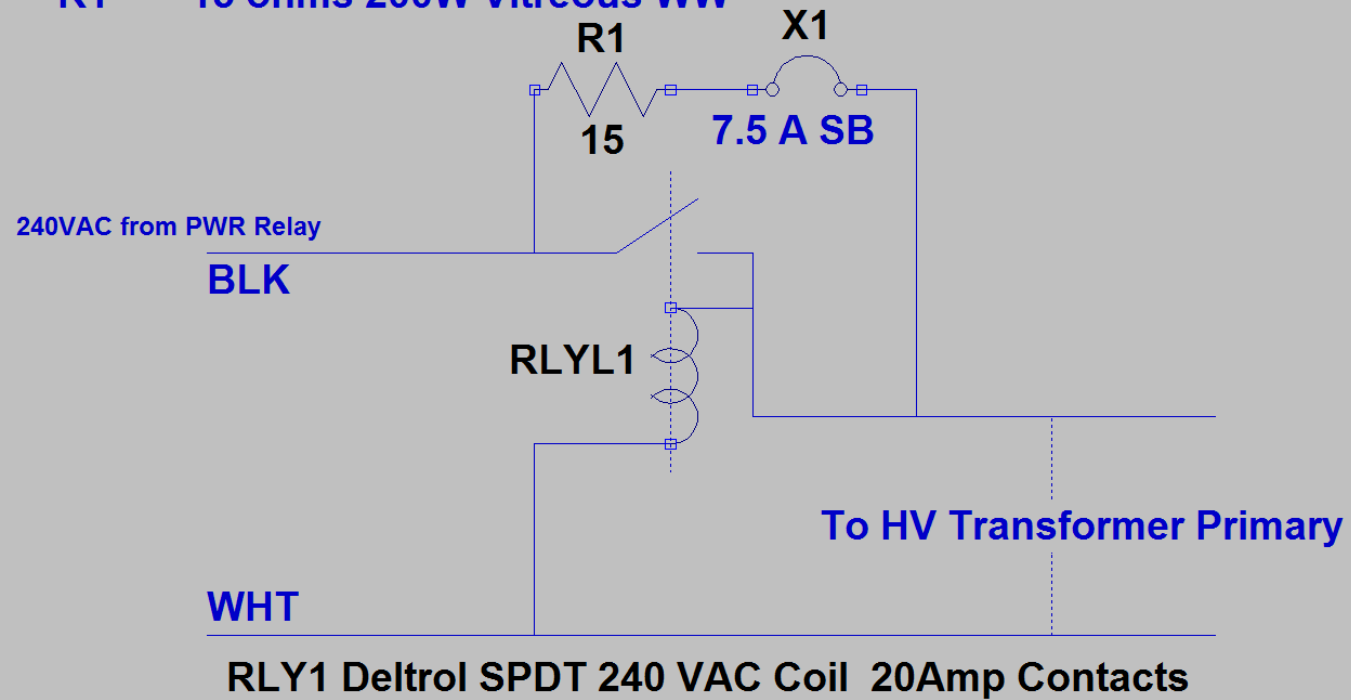 R1
X1
15
7.5 A SB
240VAC from PWR Relay
BLK
RLYL1
To HV Transformer Primary
WHT
RLY1 Deltrol SPDT 240 VAC Coil 20Amp Contacts